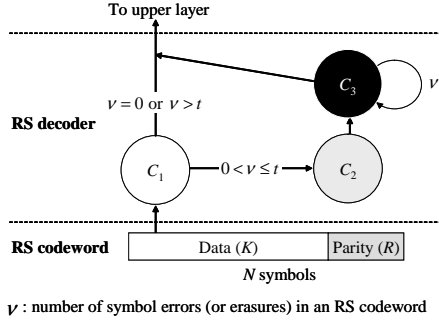 To upper layer
C3
ν
ν = 0 or ν > t
RS decoder
C1
0 < ν ≤ t
C2
RS codeword
Data (K)
Parity (R)
N symbols
ν : number of symbol errors (or erasures) in an RS codeword